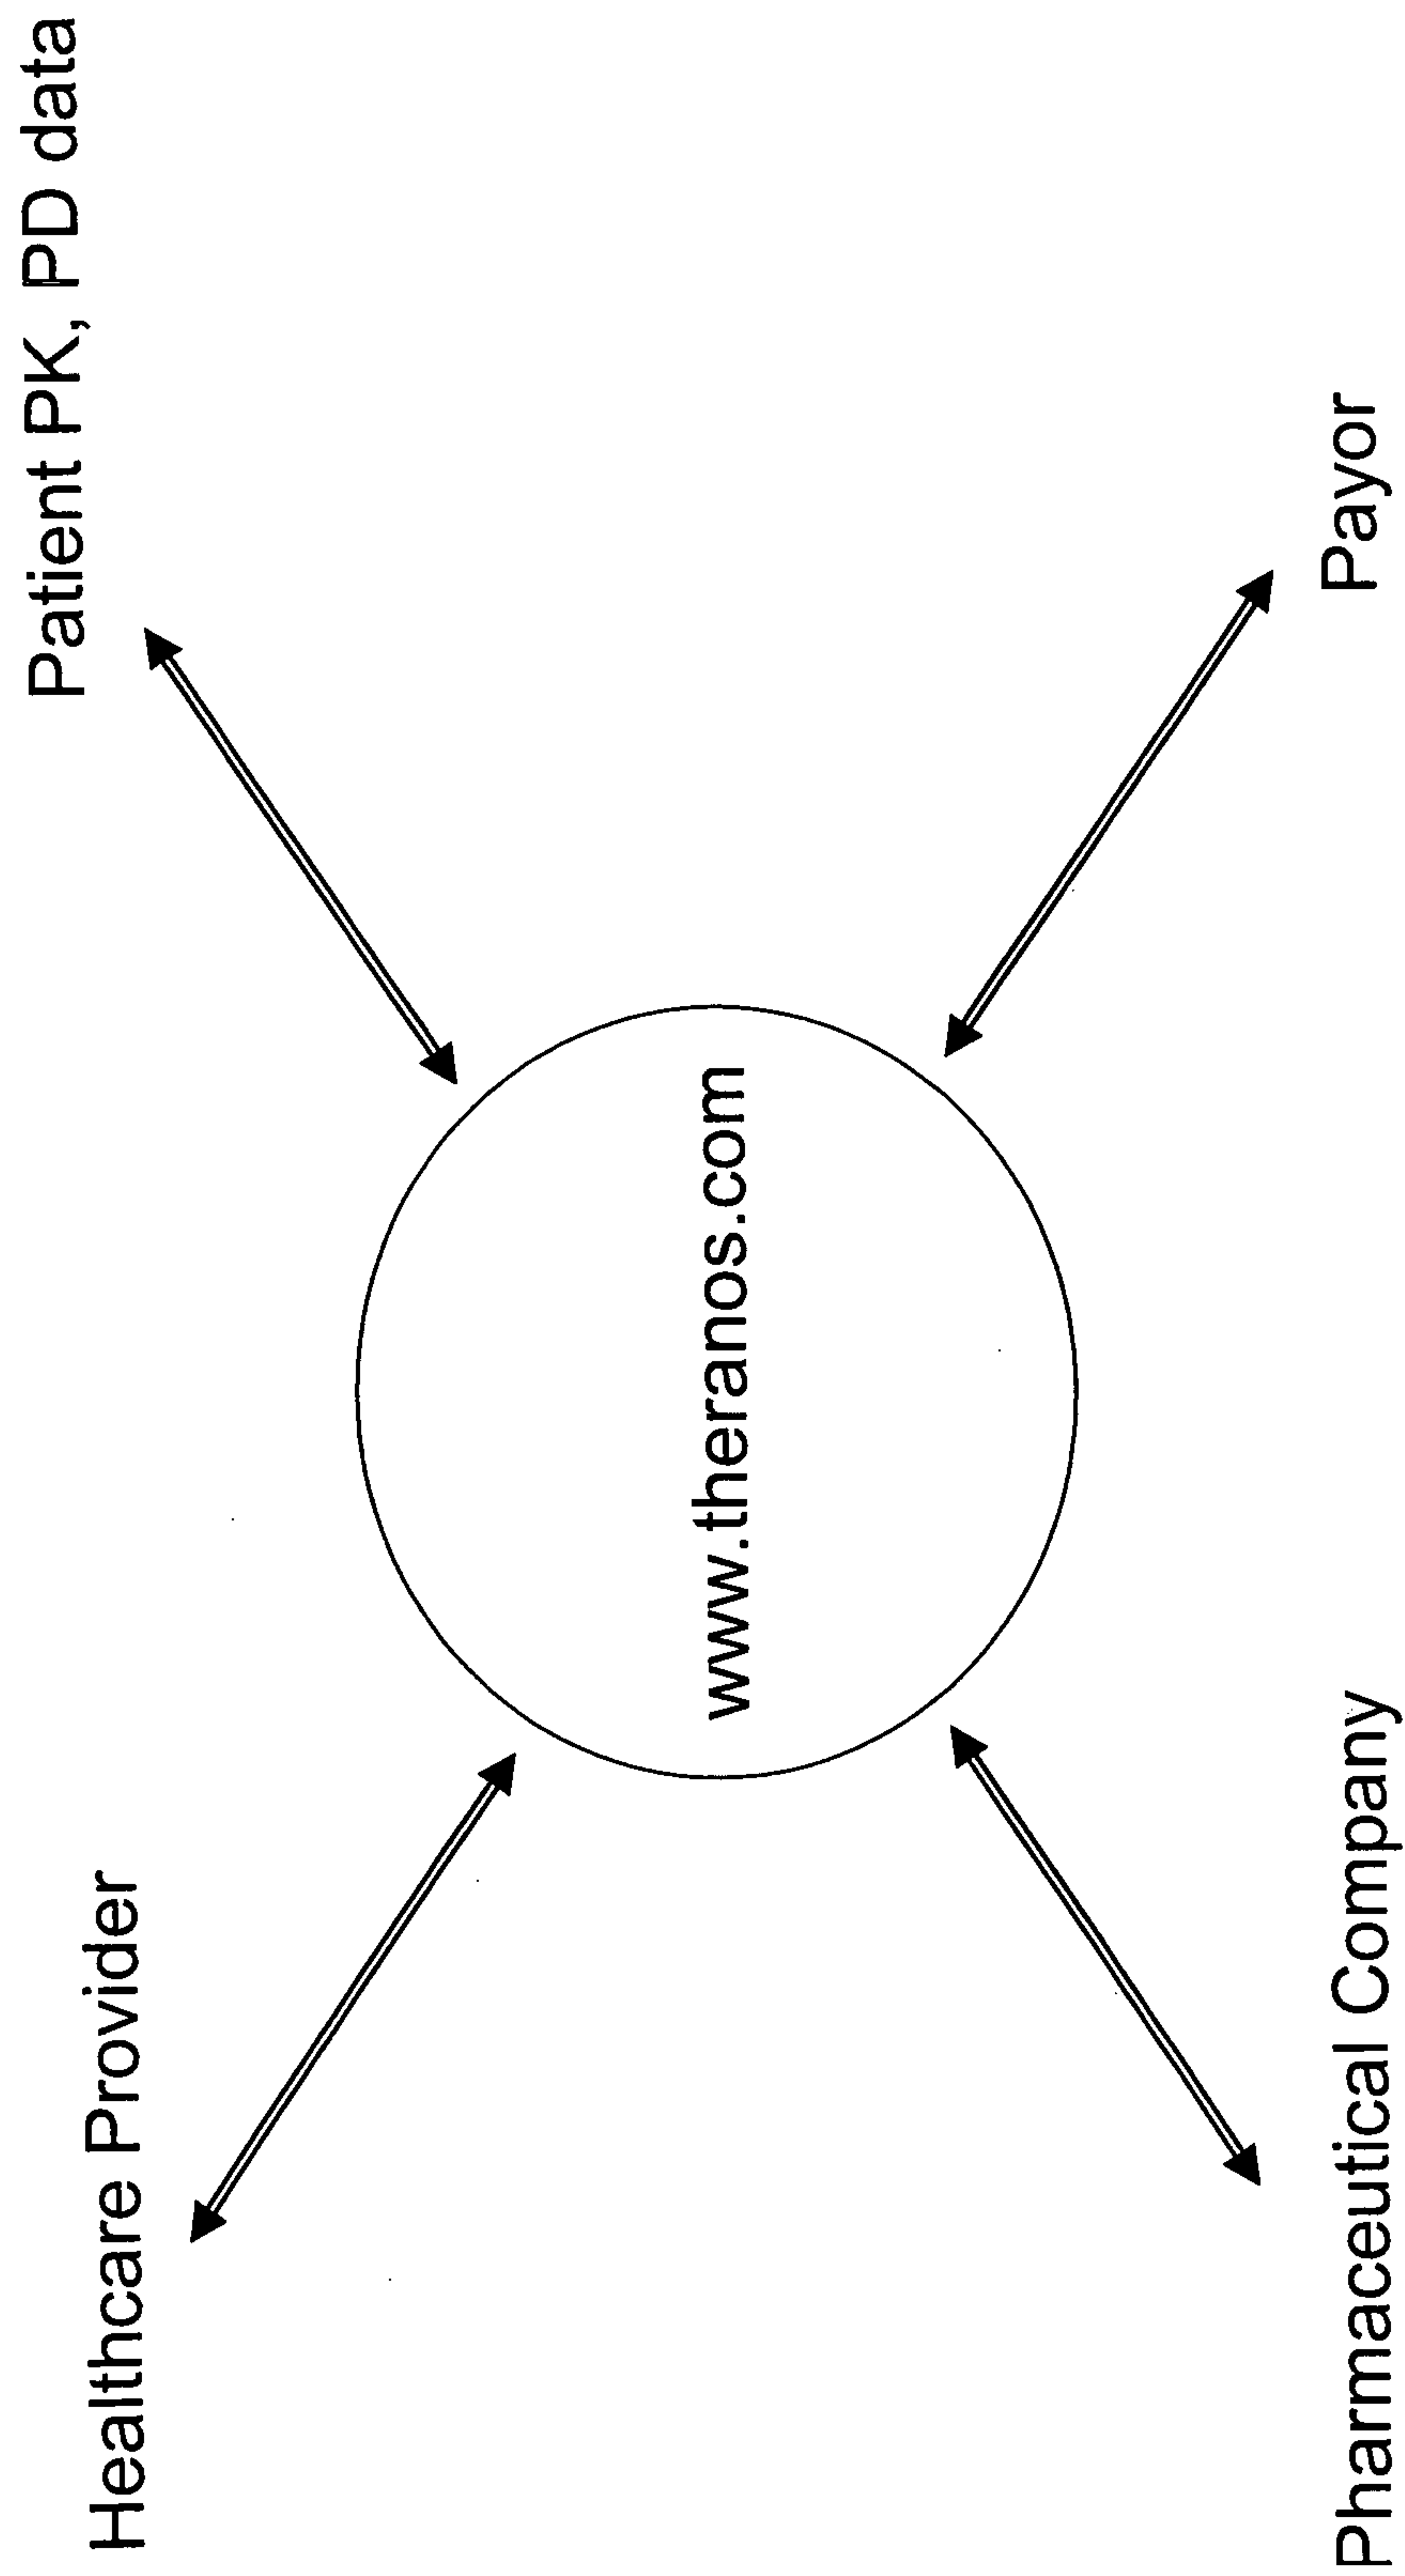 Healthcare Provider
Patient PK, PD data
www.theranos.com
Pharmaceutical Company
Payor